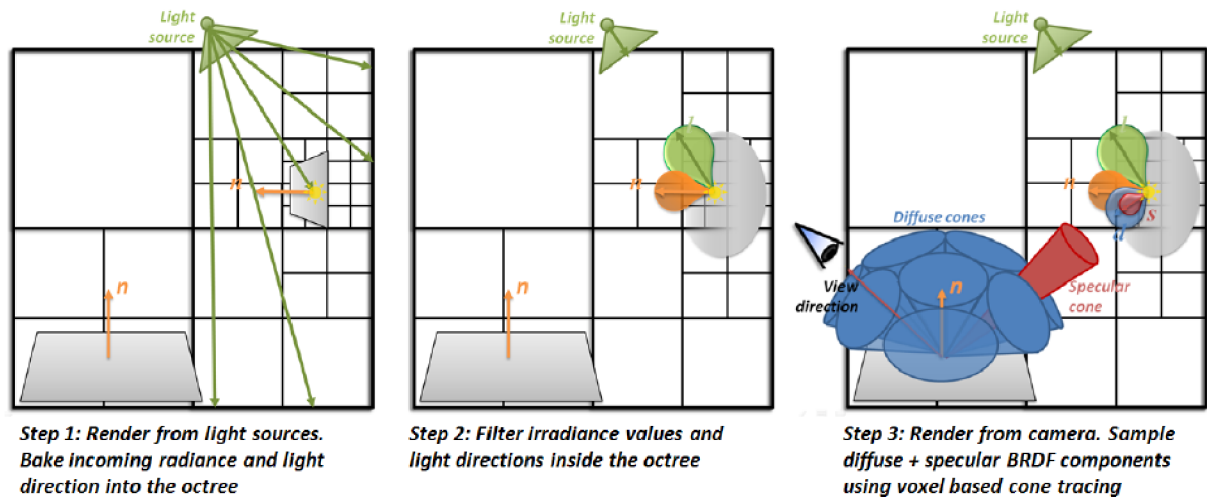 Light
source
n
n
Step 1: Render from light sources.
Bake incoming radiance and light
direction into the octree
Light
source
l
n
n
Step 2: Filter irradiance values and
light directions inside the octree
Light
source
l
n
S
d
Diffuse cones
View
direction
n
Specular
cone
Step 3: Render from camera. Sample
diffuse + specular BRDF components
using voxel based cone tracing